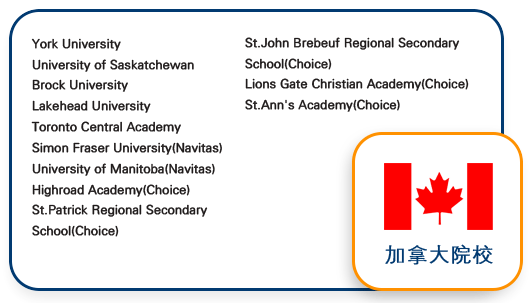 York University
University of Saskatchewan
Brock University
Lakehead University
Toronto Central Academy
Simon Fraser University(Navitas)
University of Manitoba(Navitas)
Highroad Academy(Choice)
St.Patrick Regional Secondary
School(Choice)
St.John Brebeuf Regional Secondary
School(Choice)
Lions Gate Christian Academy(Choice)
St.Ann's Academy(Choice)
加拿大院校